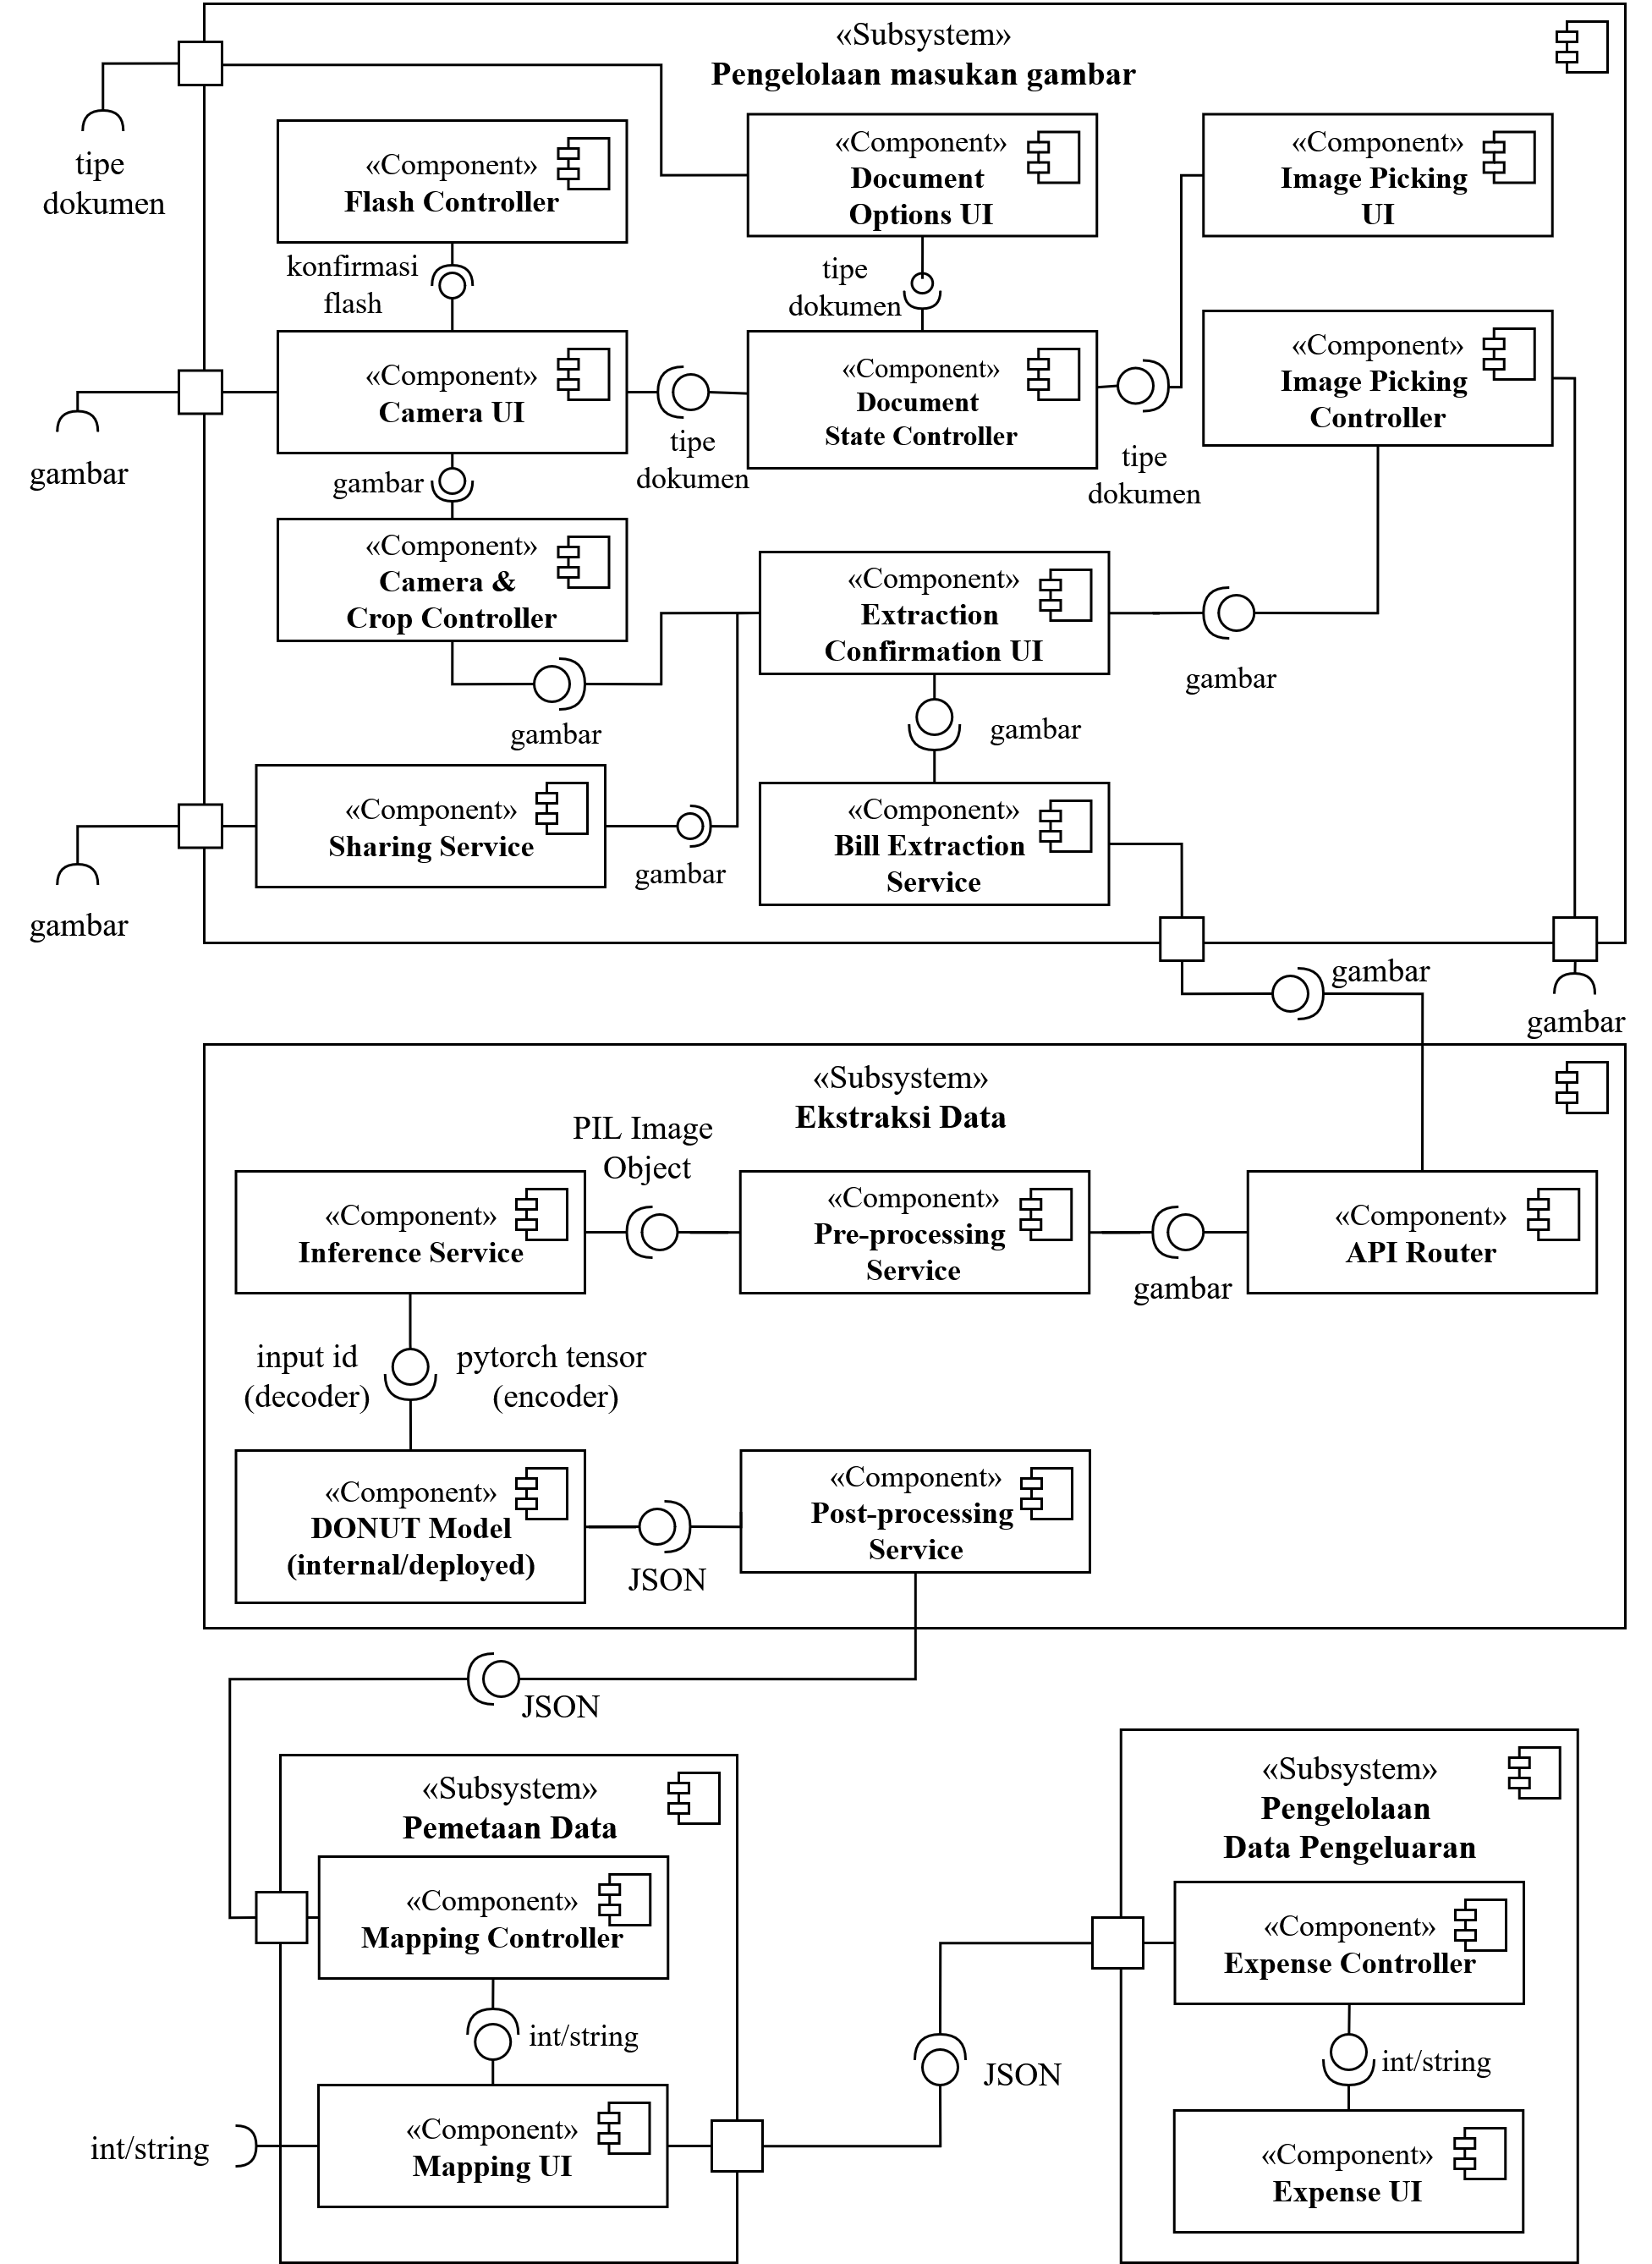 «Subsystem»
Pengelolaan masukan gambar
tipe
dokumen
«Component»
Flash Controller
«Component»
Document
Options UI
«Component»
Image Picking
UI
konfirmasi
flash
tipe
dokumen
«Component»
Camera UI
«Component»
Document
State Controller
«Component»
Image Picking
Controller
gambar
tipe
dokumen
tipe
dokumen
gambar
«Component»
Camera &
Crop Controller
«Component»
Extraction
Confirmation UI
gambar
gambar
gambar
«Component»
Sharing Service
gambar
«Component»
Bill Extraction
Service
gambar
gambar
gambar
«Subsystem»
Ekstraksi Data
PIL Image
Object
«Component»
Inference Service
«Component»
Pre-processing
Service
gambar
«Component»
API Router
input id
(decoder)
pytorch tensor
(encoder)
«Component»
DONUT Model
(internal/deployed)
JSON
«Component»
Post-processing
Service
JSON
«Subsystem»
Pemetaan Data
«Component»
Mapping Controller
int/string
«Component»
Mapping UI
int/string
JSON
«Subsystem»
Pengelolaan
Data Pengeluaran
«Component»
Expense Controller
int/string
«Component»
Expense UI